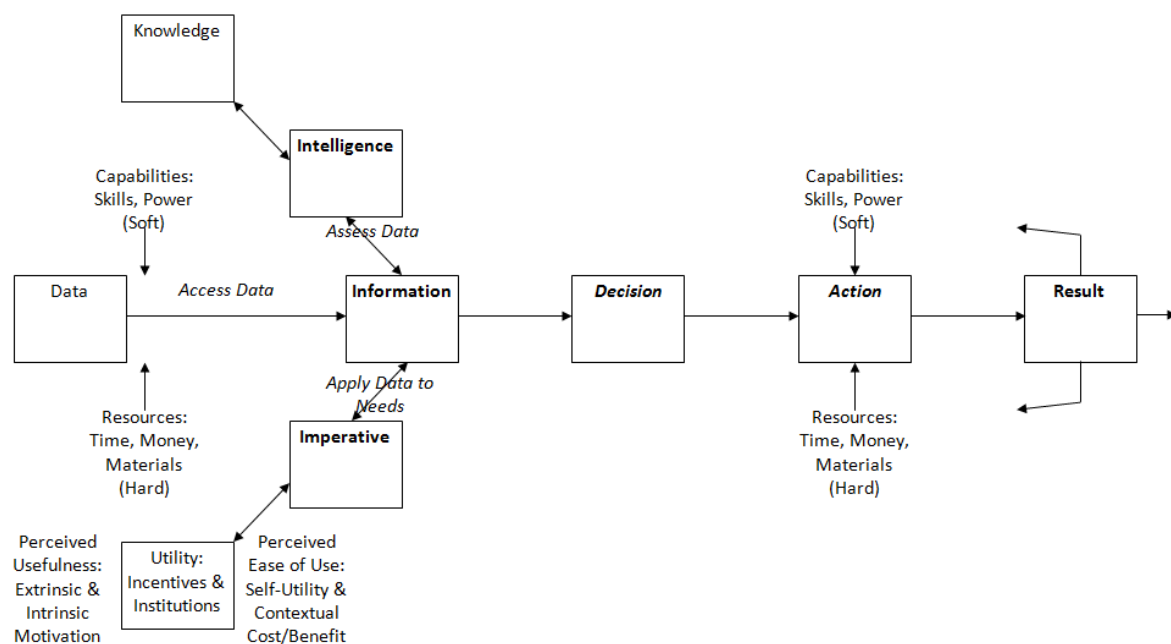 Knowledge
Intelligence
Capabilities:
Skills, Power
(Soft)
Capabilities:
Skills, Power
(Soft)
Assess Data
Data
Access Data
Information
Decision
Action
Result
Apply Data to
Needs
Resources:
Time, Money,
Materials
(Hard)
Resources:
Time, Money,
Materials
(Hard)
Imperative
Perceived
Usefulness:
Extrinsic &
Intrinsic
Motivation
Utility:
Incentives &
Institutions
Perceived
Ease of Use:
Self-Utility &
Contextual
Cost/Benefit